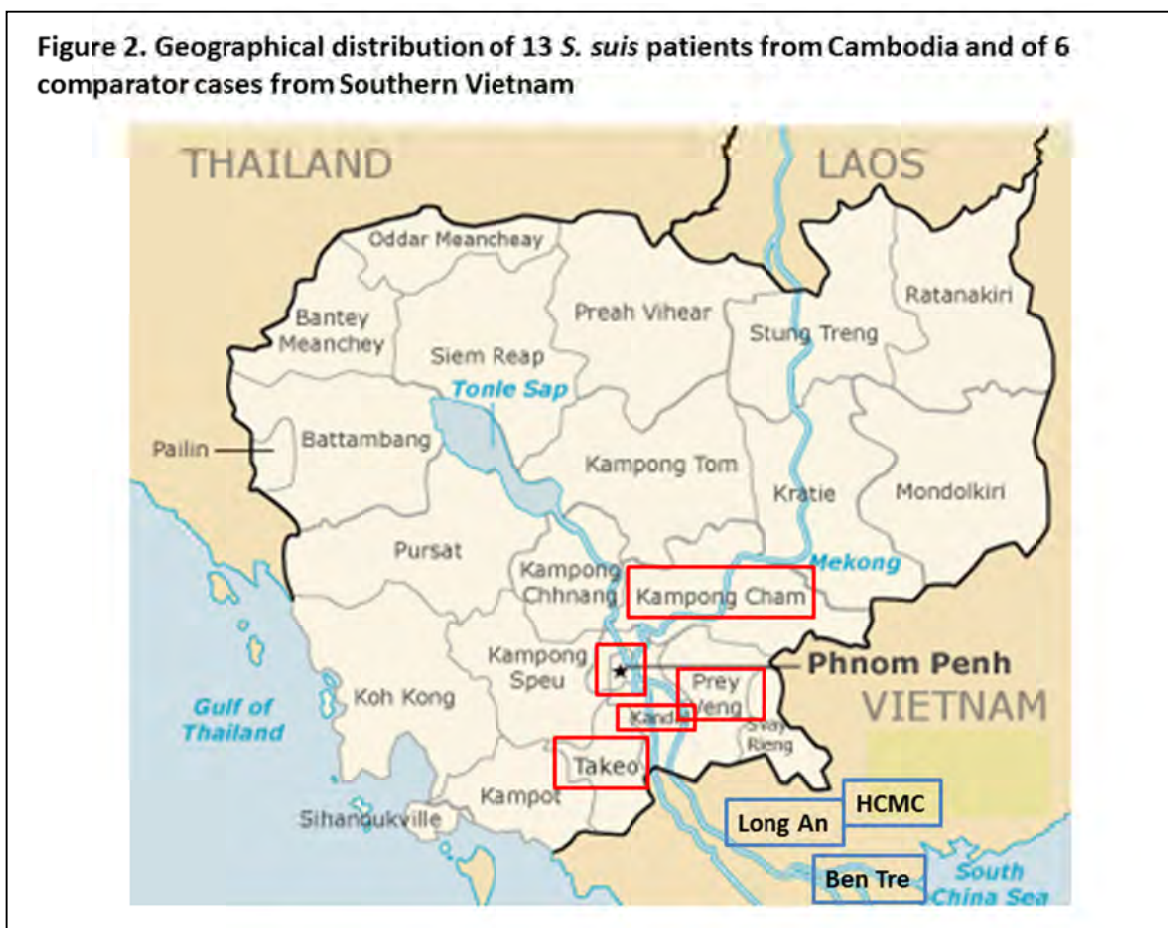 Figure 2. Geographical distribution of 13 S. suis patients from Cambodia and of 6
comparator cases from Southern Vietnam
THAILAND
LAOS
Oddar Meancheay
Ratanakiri
Preah Vihear
Bantey
Meanchey
Stung Treng
Siem Reap
Tonle Sap
Pailin
Battambang
Kampong Tom
Kratie
Mondolkiri
Pursat
Mekong
Kampong
Chhnang
Kampong Cham
Kampong
Speu
Phnom Penh
Koh Kong
Prey
Veng
VIETNAM
Gulf of
Thailand
Kandal
Svay
Rieng
Takeo
Kampot
HCMC
Long An
Sihanoukville
Ben Tre
South
China Sea